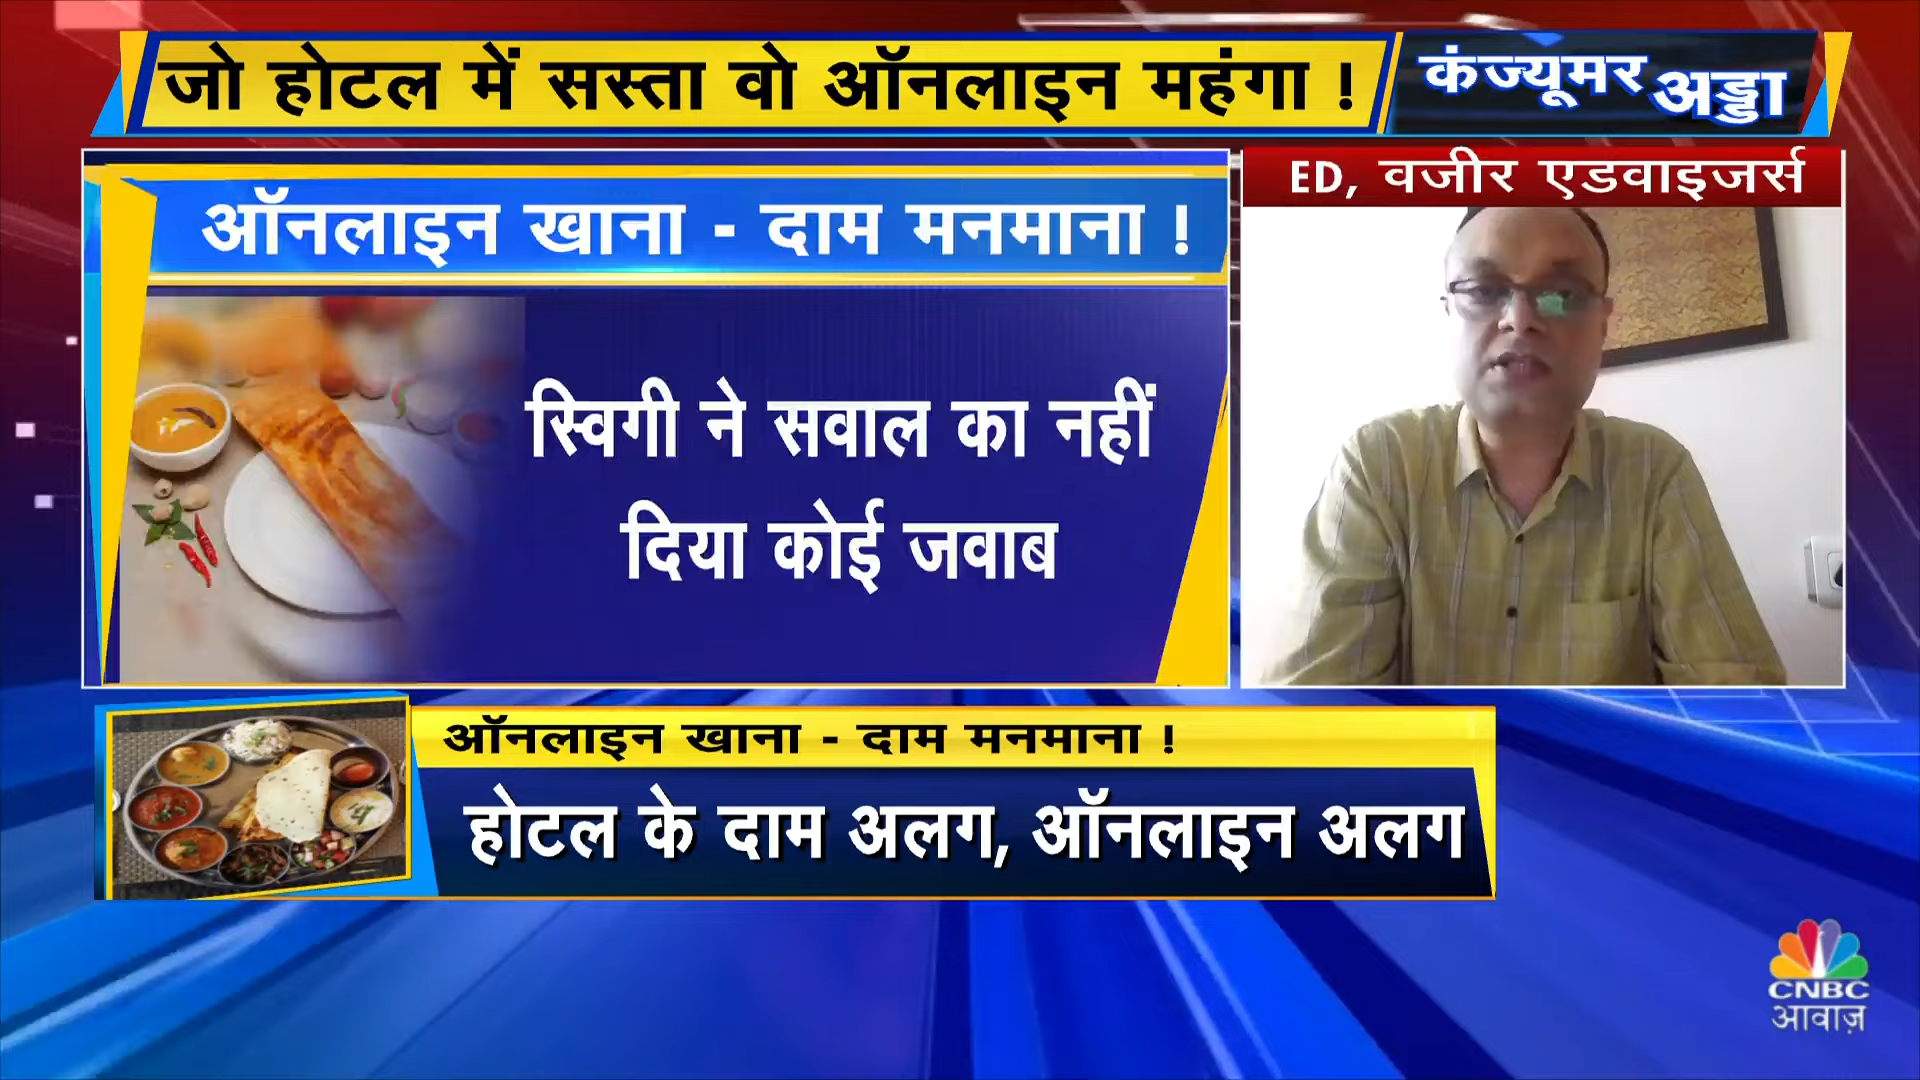 जो होटल में सस्ता वो ऑनलाइन महंगा !
कंज्यूमर अड्डा
ऑनलाइन खाना - दाम मनमाना !
ED, वजीर एडवाइजर्स
स्विगी ने सवाल का नहीं
दिया कोई जवाब
ऑनलाइन खाना - दाम मनमाना !
होटल के दाम अलग, ऑनलाइन अलग
CNBC
आवाज़